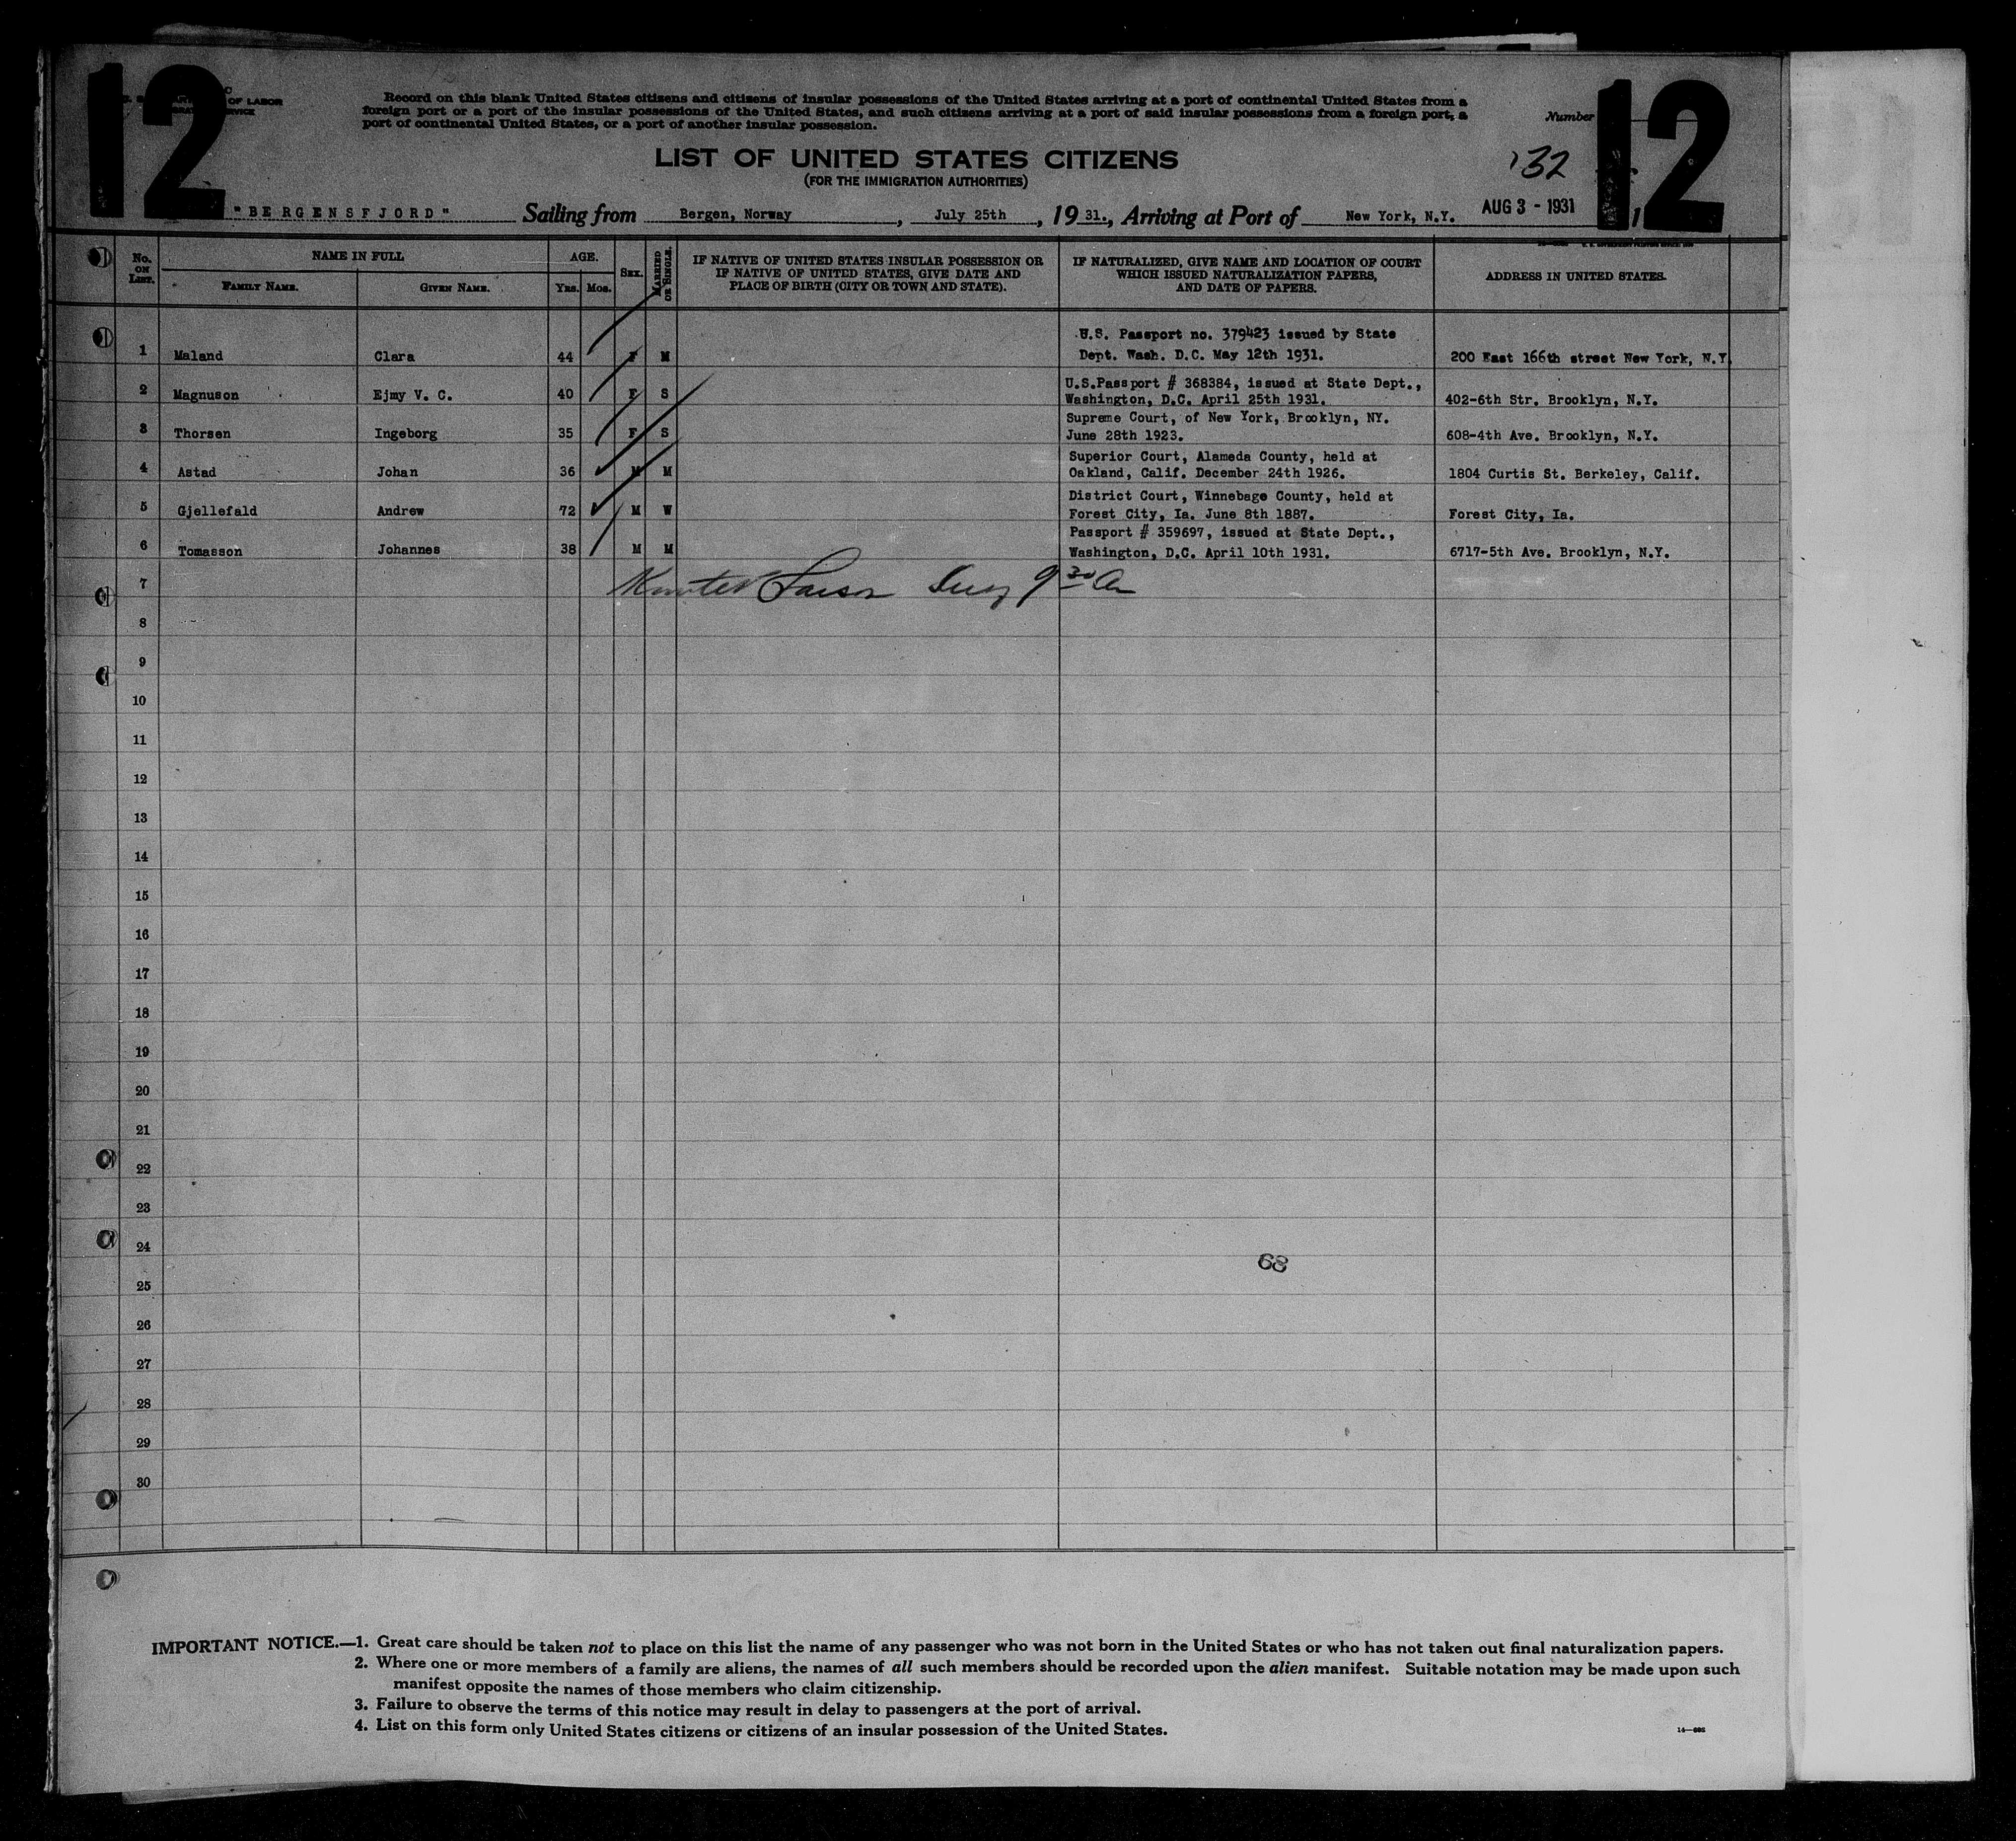 12
12
OF LABOR
Record on this blank United States citizens and citizens of insular possessions of the United States arriving at a port of continental United States from a
foreign port or a port of the insular possessions of the United States, and such citizens arriving at a port of said insular possessions from a foreign port, a
port of continental United States, or a port of another insular possession.
Number
LIST OF UNITED STATES CITIZENS
(FOR THE IMMIGRATION AUTHORITIES)
132
"BERGENSFJORD" Sailing from Bergen, Norway, July 25th, 19 31., Arriving at Port of New York, N.Y. AUG 3 - 1931
No. ON LIST.
NAME IN FULL
FAMILY NAME. GIVEN NAME.
AGE.
YRS. MOS.
SEX.
MARRIED OR SINGLE.
IF NATIVE OF UNITED STATES INSULAR POSSESSION OR
IF NATIVE OF UNITED STATES, GIVE DATE AND
PLACE OF BIRTH (CITY OR TOWN AND STATE).
IF NATURALIZED, GIVE NAME AND LOCATION OF COURT
WHICH ISSUED NATURALIZATION PAPERS,
AND DATE OF PAPERS.
ADDRESS IN UNITED STATES.
U.S. Passport no. 379423 issued by State
1 Maland Clara 44 F M Dept. Wash. D.C. May 12th 1931. 200 East 166th street New York, N.Y.
U.S.Passport # 368384, issued at State Dept.,
2 Magnuson Ejmy V. C. 40 F S Washington, D.C. April 25th 1931. 402-6th Str. Brooklyn, N.Y.
Supreme Court, of New York, Brooklyn, NY.
3 Thorsen Ingeborg 35 F S June 28th 1923. 608-4th Ave. Brooklyn, N.Y.
Superior Court, Alameda County, held at
4 Astad Johan 36 M M Oakland, Calif. December 24th 1926. 1804 Curtis St. Berkeley, Calif.
District Court, Winnebago County, held at
5 Gjellefald Andrew 72 M W Forest City, Ia. June 8th 1887. Forest City, Ia.
Passport # 359697, issued at State Dept.,
6 Tomasson Johannes 38 M M Washington, D.C. April 10th 1931. 6717-5th Ave. Brooklyn, N.Y.
7 9 30
8
9
10
11
12
13
14
15
16
17
18
19
20
21
22
23
24
68
25
26
27
28
29
30
IMPORTANT NOTICE.—1. Great care should be taken not to place on this list the name of any passenger who was not born in the United States or who has not taken out final naturalization papers.
2. Where one or more members of a family are aliens, the names of all such members should be recorded upon the alien manifest. Suitable notation may be made upon such
manifest opposite the names of those members who claim citizenship.
3. Failure to observe the terms of this notice may result in delay to passengers at the port of arrival.
4. List on this form only United States citizens or citizens of an insular possession of the United States.